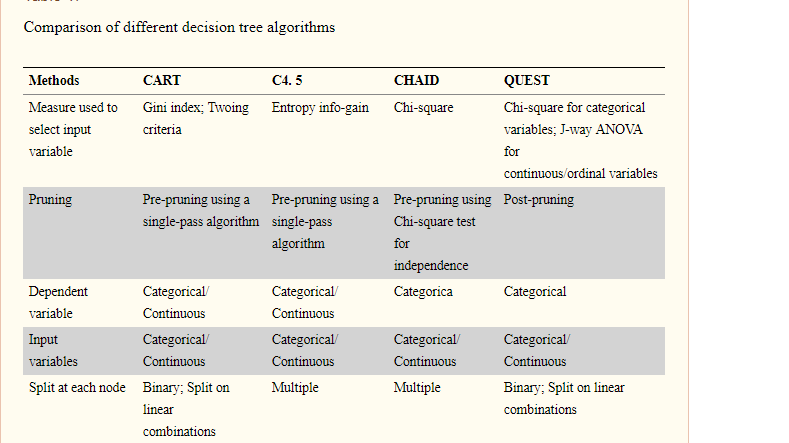 Comparison of different decision tree algorithms
Methods CART C4. 5 CHAID QUEST
Measure used to Gini index; Twoing Entropy info-gain Chi-square Chi-square for categorical
select input criteria variables; J-way ANOVA
variable for
continuous/ordinal variables
Pruning Pre-pruning using a Pre-pruning using a Pre-pruning using Post-pruning
single-pass algorithm single-pass Chi-square test
algorithm for
independence
Dependent Categorical/ Categorical/ Categorica Categorical
variable Continuous Continuous
Input Categorical/ Categorical/ Categorical/ Categorical/
variables Continuous Continuous Continuous Continuous
Split at each node Binary; Split on Multiple Multiple Binary; Split on linear
linear combinations
combinations